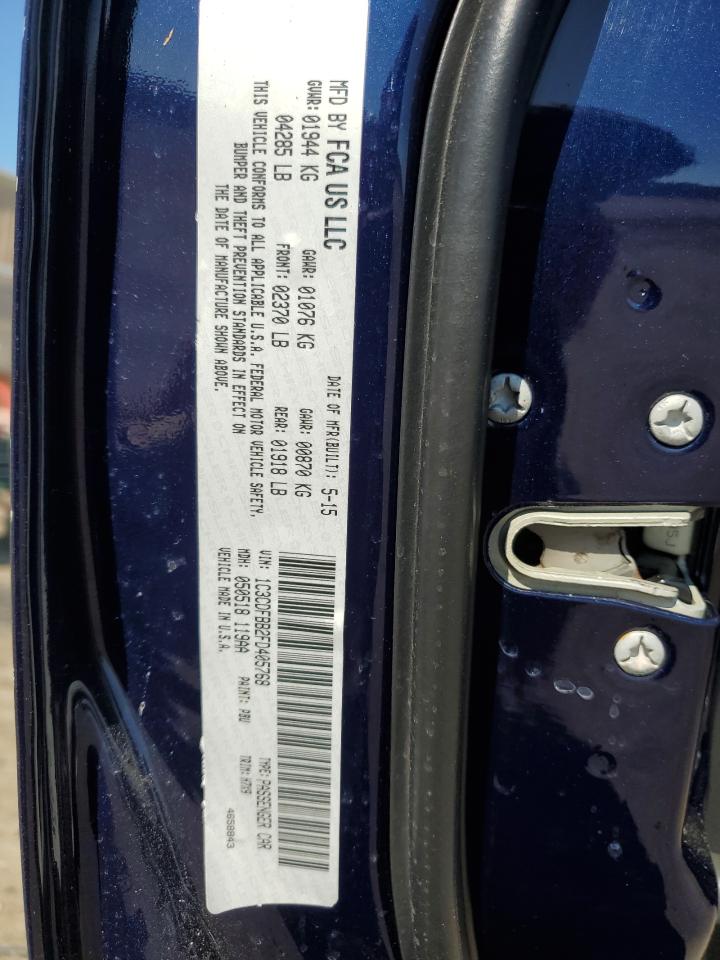 MFD BY FCA US LLC
DATE OF MFR(BUILT): 5-15
GVWR: 01944 KG
GAWR: 01076 KG
GAWR: 00870 KG
04285 LB
FRONT: 02370 LB
REAR: 01918 LB
THIS VEHICLE CONFORMS TO ALL APPLICABLE U.S.A. FEDERAL MOTOR VEHICLE SAFETY,
BUMPER AND THEFT PREVENTION STANDARDS IN EFFECT ON
THE DATE OF MANUFACTURE SHOWN ABOVE.
VIN: 1C3CDFBB2FD405768
TYPE: PASSENGER CAR
MDH: 050518 119AA
PAINT: PBU
TRIM: H7X9
VEHICLE MADE IN U.S.A.
4658843